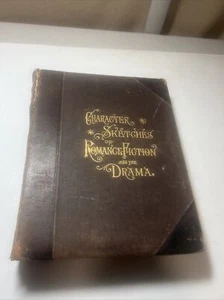 CHARACTER
SKETCHES
OF
ROMANCE FICTION
AND THE
DRAMA.